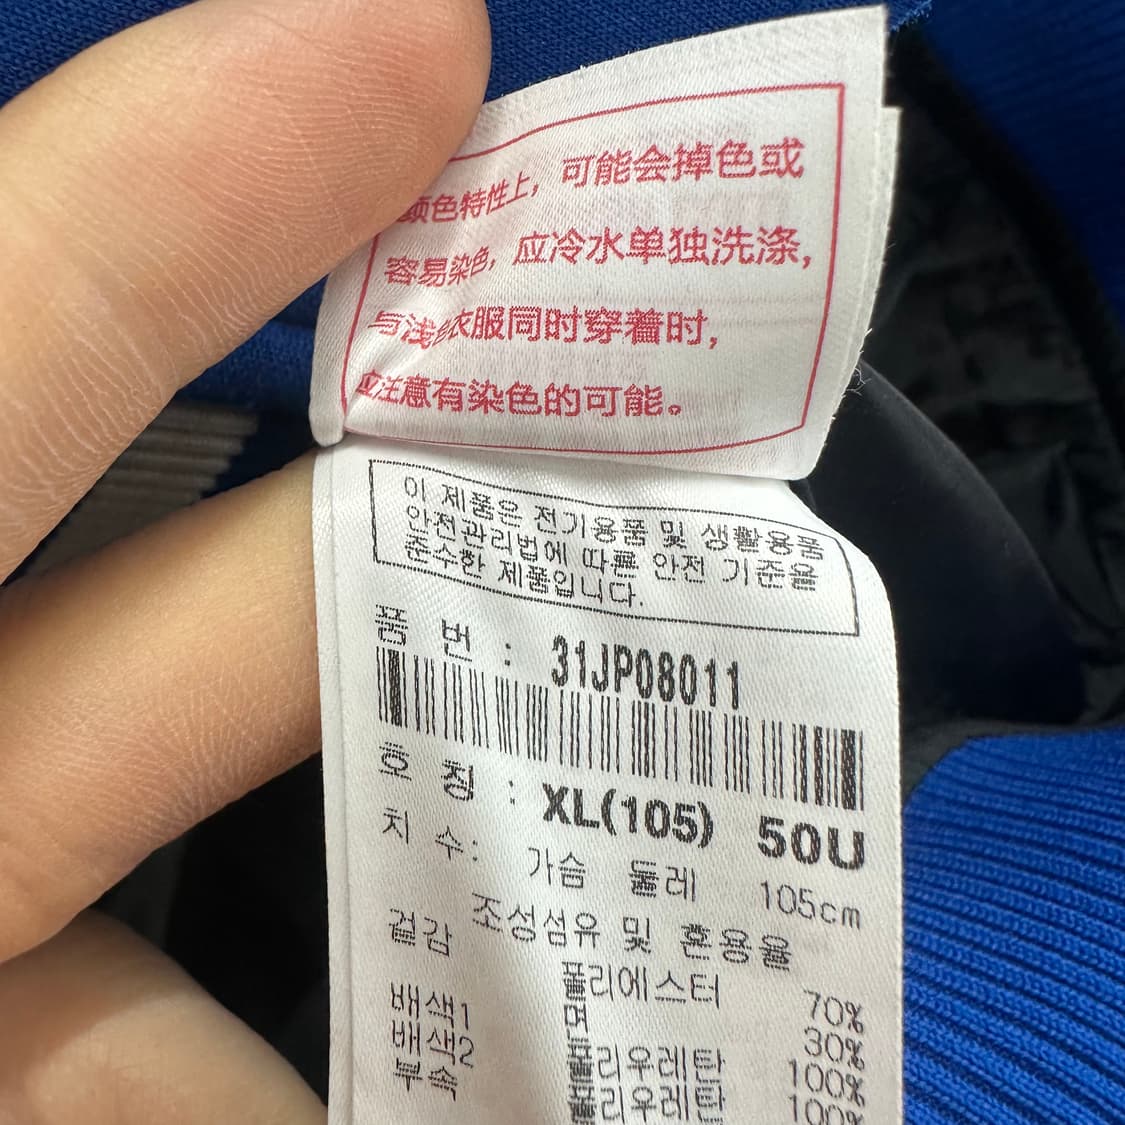 颜色特性上，可能会掉色或
容易染色，应冷水单独洗涤，
与浅色衣服同时穿着时，
应注意有染色的可能。
이 제품은 전기용품 및 생활용품
안전관리법에 따른 안전 기준을
준수한 제품입니다.
품 번 : 31JP08011
호 칭 : XL(105) 50U
치 수: 가슴 둘레 105cm
조성섬유 및 혼용율
겉감 폴리에스터 70%
면 30%
배색1 폴리우레탄 100%
배색2 폴리우레탄 100%
부속